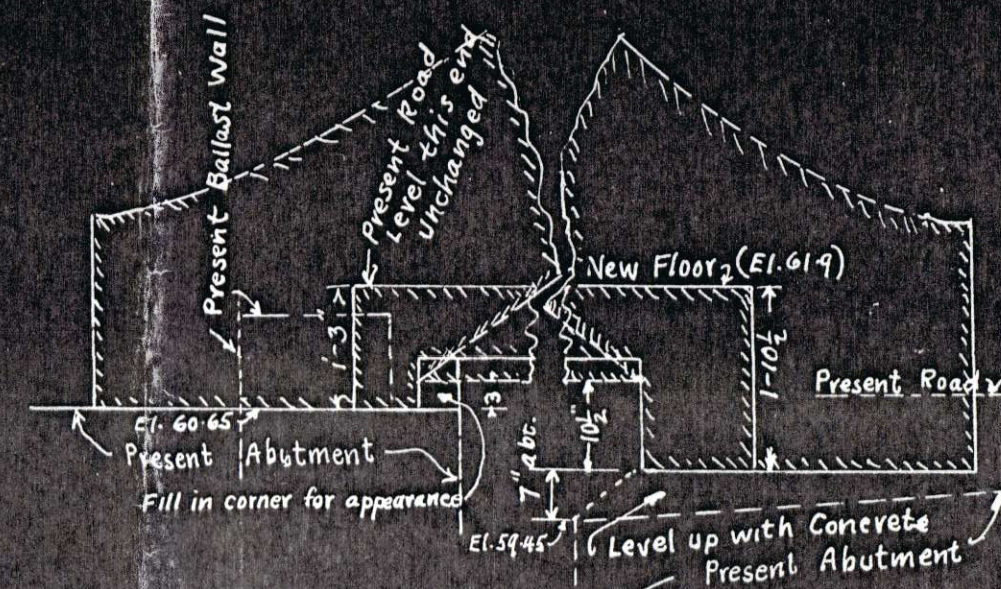 Present Ballast Wall
Present Road
Level this end
Unchanged
New Floor (El. 61.9)
1-3
1-10½
Present Road
El. 60.65
3
10½"
7" abt.
Present Abutment
Fill in corner for appearance
El. 59.45
Level up with Concrete
Present Abutment